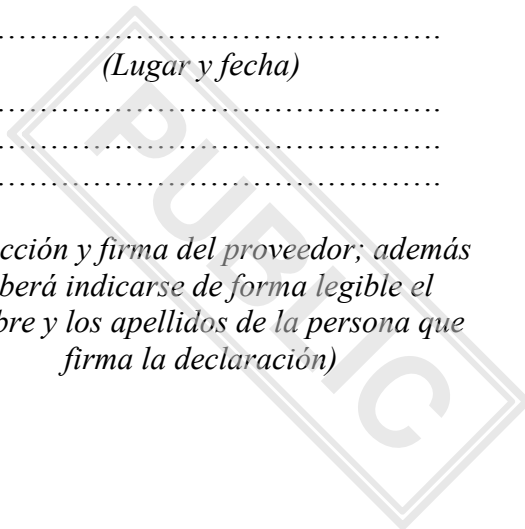 …………………………………….
(Lugar y fecha)
…………………………………….
…………………………………….
…………………………………….
cción y firma del proveedor; además
berá indicarse de forma legible el
bre y los apellidos de la persona que
firma la declaración)
PUBLIC